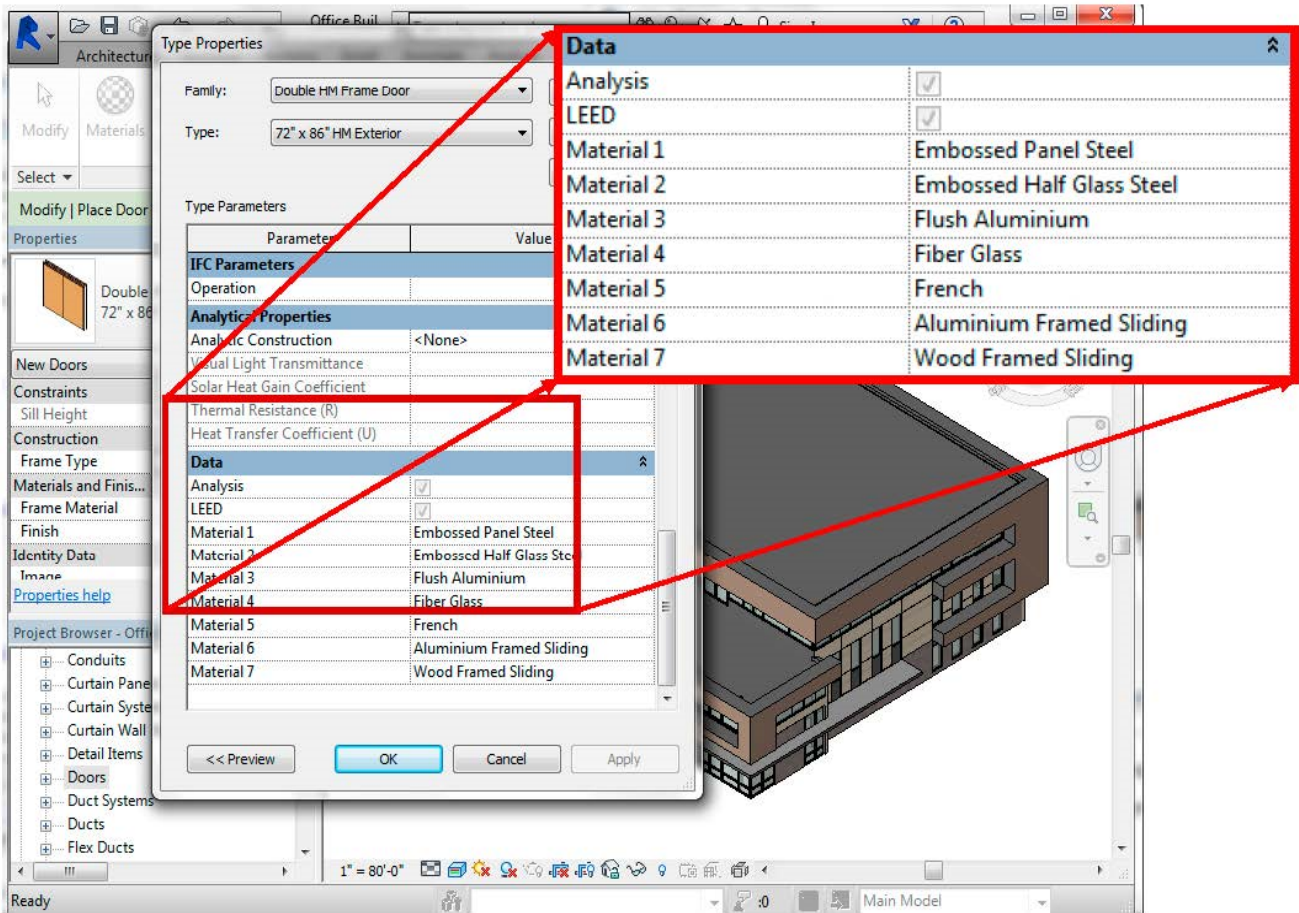 Office Buil
Architectur
Modify
Materials
Select
Modify | Place Door
Properties
Double
72" x 86
New Doors
Constraints
Sill Height
Construction
Frame Type
Materials and Finis...
Frame Material
Finish
Identity Data
Image
Properties help
Project Browser - Offi
Conduits
Curtain Pane
Curtain Syste
Curtain Wall
Detail Items
Doors
Duct Systems
Ducts
Flex Ducts
Ready
Type Properties
Family: Double HM Frame Door
Type: 72" x 86" HM Exterior
Type Parameters
Parameter Value
IFC Parameters
Operation
Analytical Properties
Analytic Construction <None>
Visual Light Transmittance
Solar Heat Gain Coefficient
Thermal Resistance (R)
Heat Transfer Coefficient (U)
Data
Analysis
LEED
Material 1 Embossed Panel Steel
Material 2 Embossed Half Glass Steel
Material 3 Flush Aluminium
Material 4 Fiber Glass
Material 5 French
Material 6 Aluminium Framed Sliding
Material 7 Wood Framed Sliding
<< Preview OK Cancel Apply
Data
Analysis
LEED
Material 1 Embossed Panel Steel
Material 2 Embossed Half Glass Steel
Material 3 Flush Aluminium
Material 4 Fiber Glass
Material 5 French
Material 6 Aluminium Framed Sliding
Material 7 Wood Framed Sliding
1" = 80'-0"
:0 Main Model